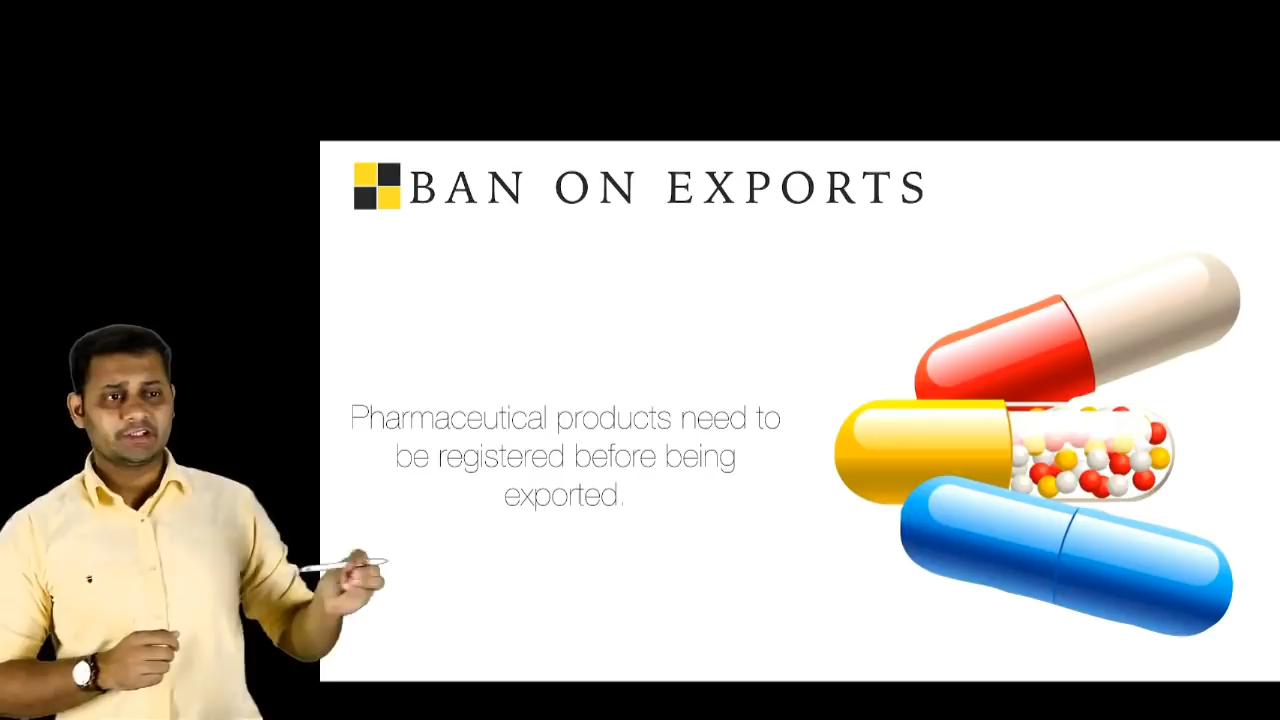 BAN ON EXPORTS
Pharmaceutical products need to
be registered before being
exported.